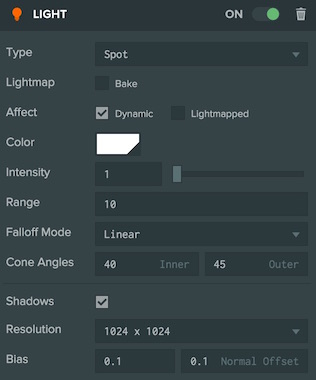 LIGHT ON
Type Spot
Lightmap Bake
Affect Dynamic Lightmapped
Color
Intensity 1
Range 10
Falloff Mode Linear
Cone Angles 40 Inner 45 Outer
Shadows
Resolution 1024 x 1024
Bias 0.1 0.1 Normal Offset